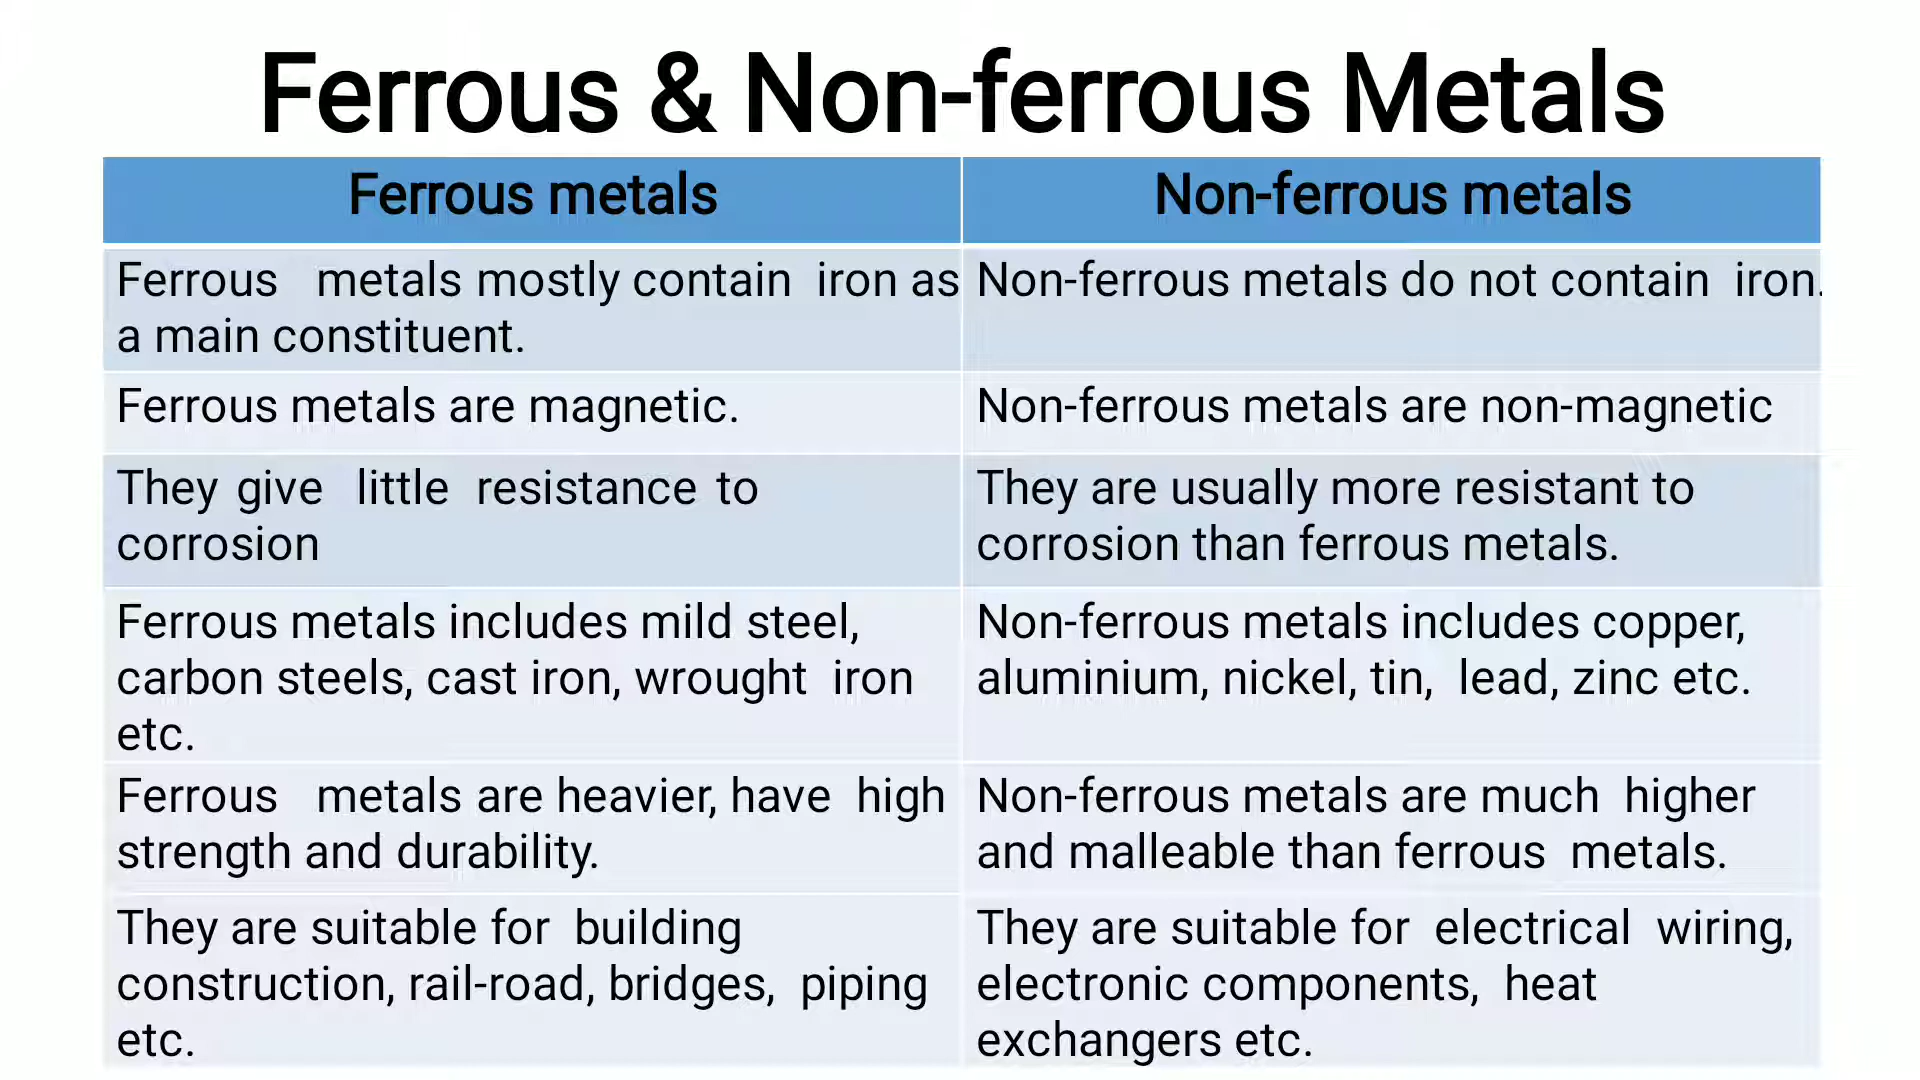 Ferrous & Non-ferrous Metals
Ferrous metals
Non-ferrous metals
Ferrous metals mostly contain iron as
a main constituent.
Non-ferrous metals do not contain iron.
Ferrous metals are magnetic.
Non-ferrous metals are non-magnetic
They give little resistance to
corrosion
They are usually more resistant to
corrosion than ferrous metals.
Ferrous metals includes mild steel,
carbon steels, cast iron, wrought iron
etc.
Non-ferrous metals includes copper,
aluminium, nickel, tin, lead, zinc etc.
Ferrous metals are heavier, have high
strength and durability.
Non-ferrous metals are much higher
and malleable than ferrous metals.
They are suitable for building
construction, rail-road, bridges, piping
etc.
They are suitable for electrical wiring,
electronic components, heat
exchangers etc.